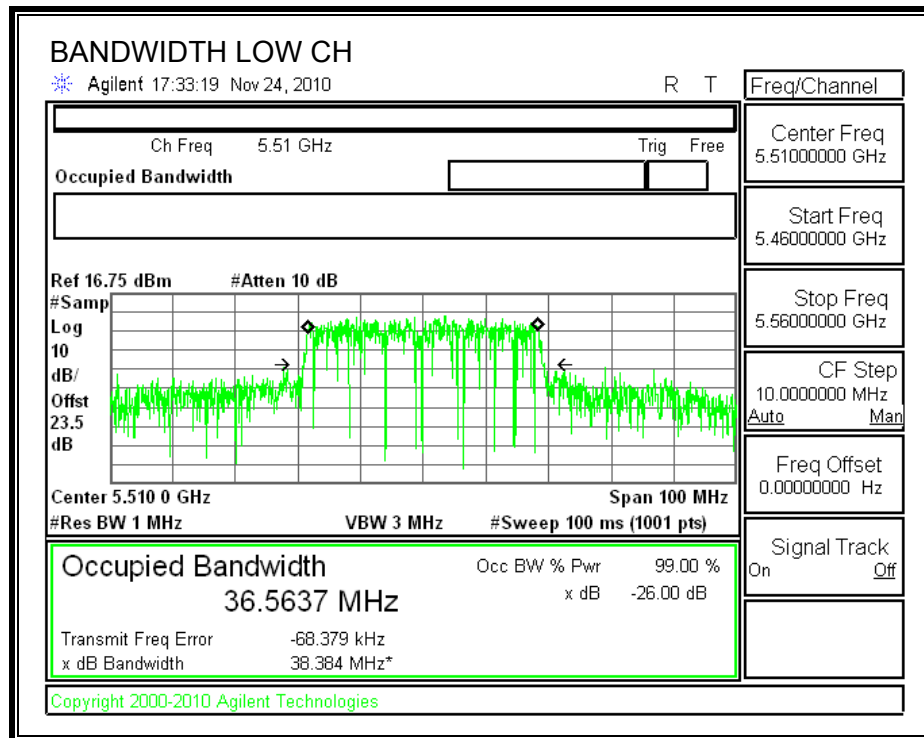 BANDWIDTH LOW CH
Agilent 17:33:19 Nov 24, 2010 R T
Freq/Channel
Ch Freq 5.51 GHz Trig Free
Occupied Bandwidth
Center Freq
5.51000000 GHz
Start Freq
5.46000000 GHz
Stop Freq
5.56000000 GHz
CF Step
10.0000000 MHz
Auto Man
Freq Offset
0.00000000 Hz
Signal Track
On Off
Ref 16.75 dBm #Atten 10 dB
#Samp
Log
10
dB/
Offst
23.5
dB
Center 5.510 0 GHz Span 100 MHz
#Res BW 1 MHz VBW 3 MHz #Sweep 100 ms (1001 pts)
Occupied Bandwidth
36.5637 MHz
Occ BW % Pwr 99.00 %
x dB -26.00 dB
Transmit Freq Error -68.379 kHz
x dB Bandwidth 38.384 MHz*
Copyright 2000-2010 Agilent Technologies